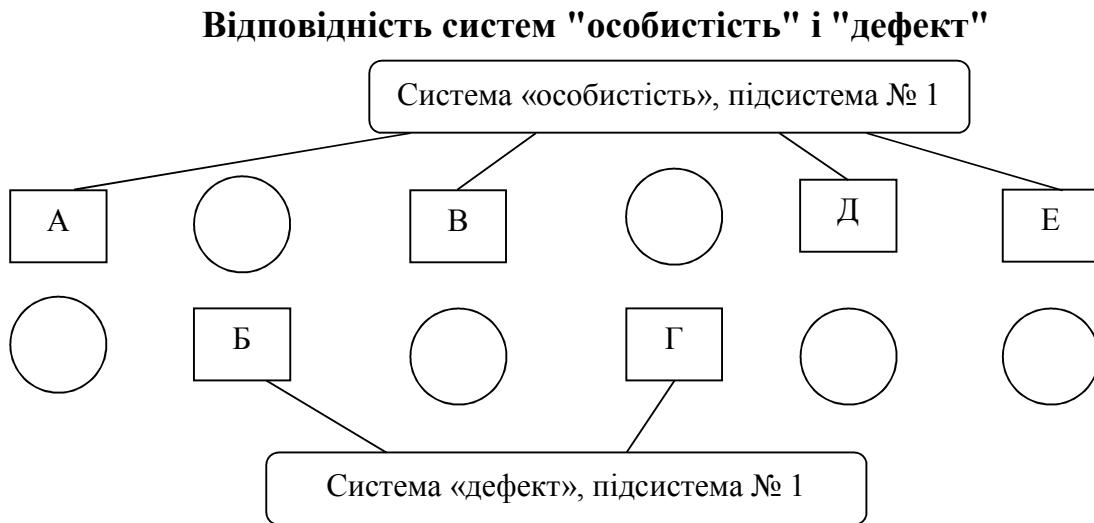 Відповідність систем "особистість" і "дефект"
Система «особистість», підсистема № 1
А
В
Д
Е
Б
Г
Система «дефект», підсистема № 1